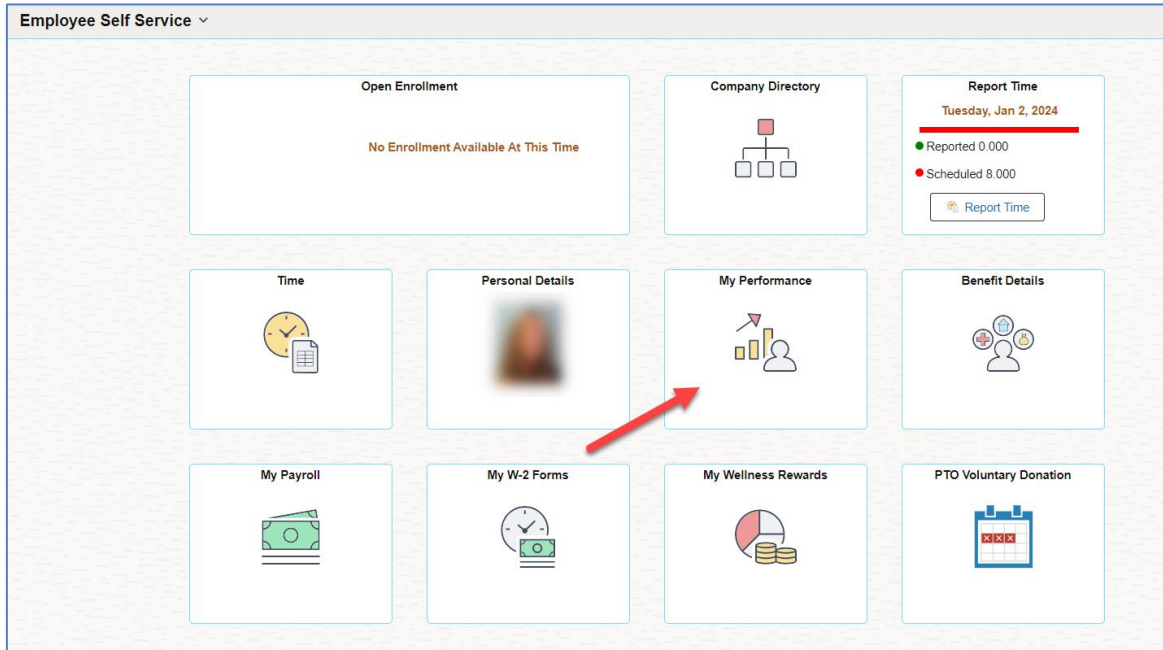 Employee Self Service
Open Enrollment
No Enrollment Available At This Time
Company Directory
Report Time
Tuesday, Jan 2, 2024
Reported 0.000
Scheduled 8.000
Report Time
Time
Personal Details
My Performance
Benefit Details
My Payroll
My W-2 Forms
My Wellness Rewards
PTO Voluntary Donation